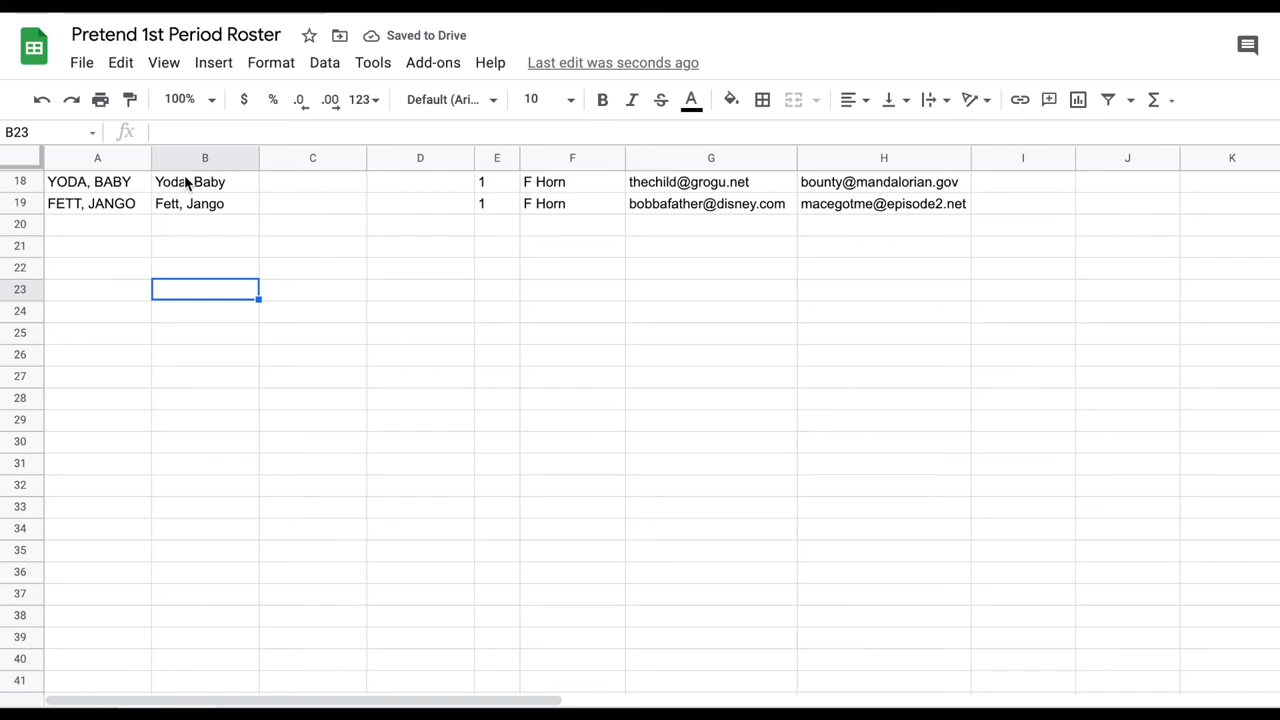 Pretend 1st Period Roster
Saved to Drive
File Edit View Insert Format Data Tools Add-ons Help Last edit was seconds ago
100% $ % .0 .00 123 Default (Ari... 10 B I S A Σ
B23 fx
A B C D E F G H I J K
18 YODA, BABY Yoda, Baby 1 F Horn thechild@grogu.net bounty@mandalorian.gov
19 FETT, JANGO Fett, Jango 1 F Horn bobbafather@disney.com macegotme@episode2.net
20
21
22
23
24
25
26
27
28
29
30
31
32
33
34
35
36
37
38
39
40
41